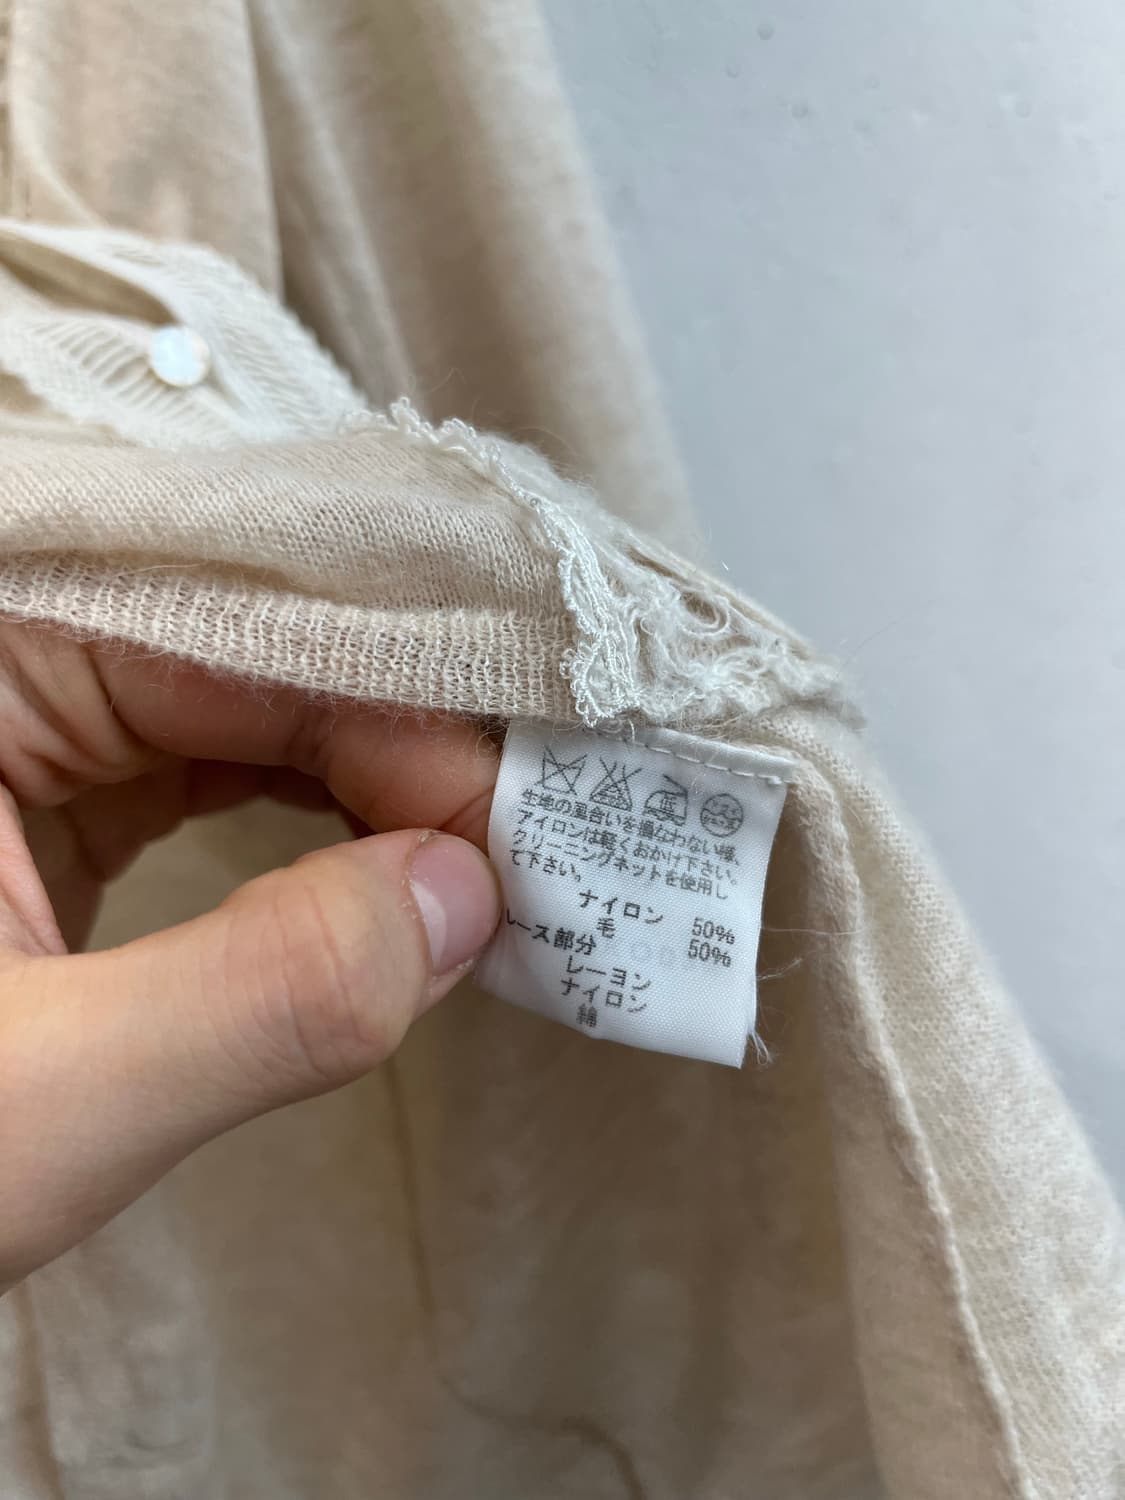 低
生地の風合いを損なわない様、
アイロンは軽くおかけ下さい。
クリーニングネットを使用し
て下さい。
ナイロン 50%
毛 50%
レース部分
レーヨン
ナイロン
綿